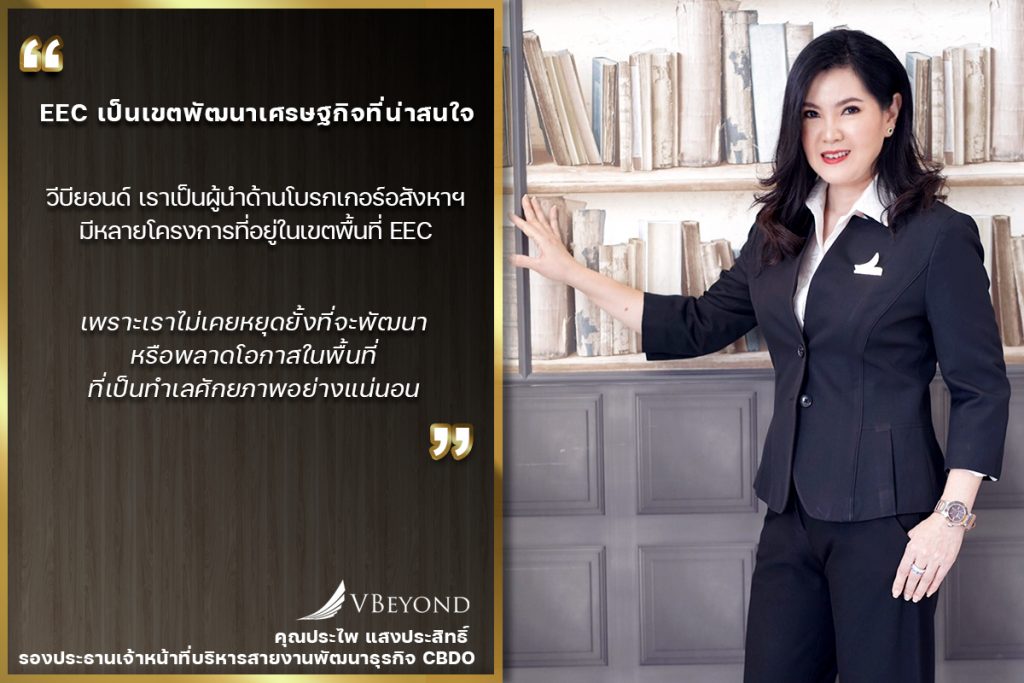 “
EEC เป็นเขตพัฒนาเศรษฐกิจที่น่าสนใจ
วีบียอนด์ เราเป็นผู้นำด้านโบรกเกอร์อสังหาฯ
มีหลายโครงการที่อยู่ในเขตพื้นที่ EEC
เพราะเราไม่เคยหยุดยั้งที่จะพัฒนา
หรือพลาดโอกาสในพื้นที่
ที่เป็นทำเลศักยภาพอย่างแน่นอน
”
VBEYOND
คุณประไพ แสงประสิทธิ์
รองประธานเจ้าหน้าที่บริหารสายงานพัฒนาธุรกิจ CBDO